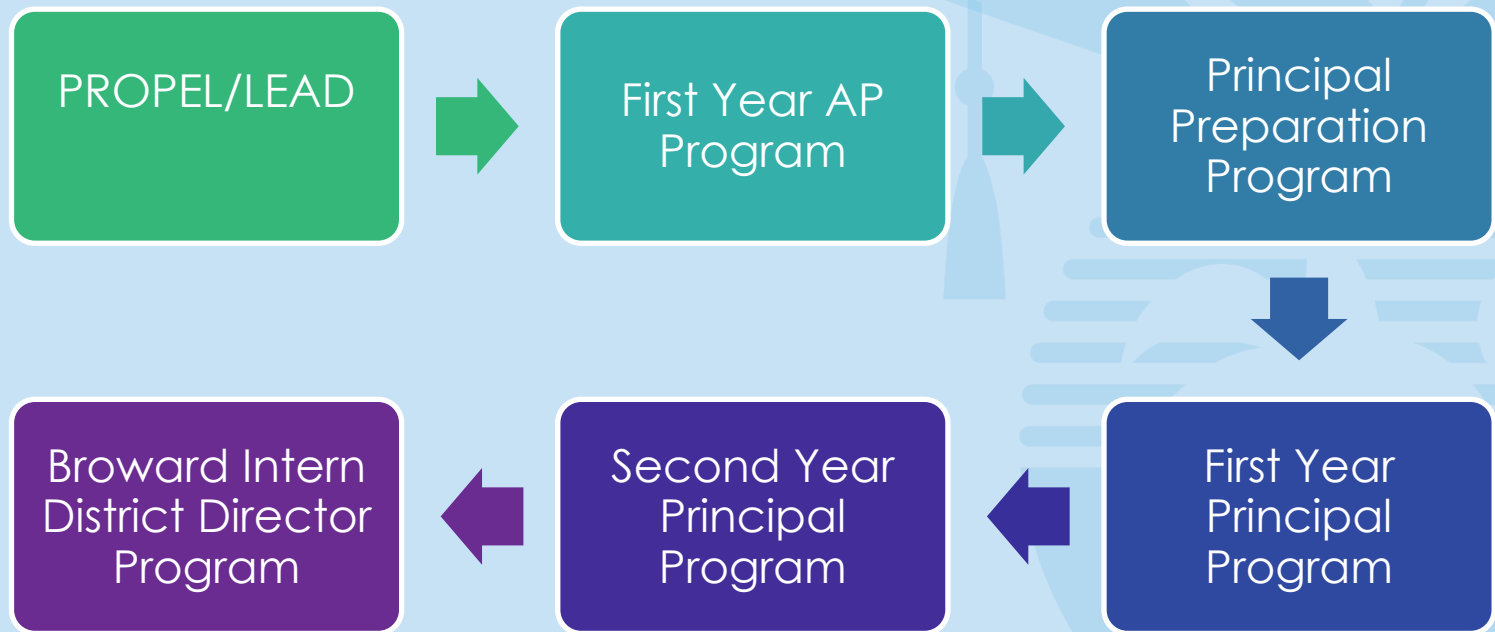 PROPEL/LEAD
First Year AP
Program
Principal
Preparation
Program
First Year
Principal
Program
Second Year
Principal
Program
Broward Intern
District Director
Program